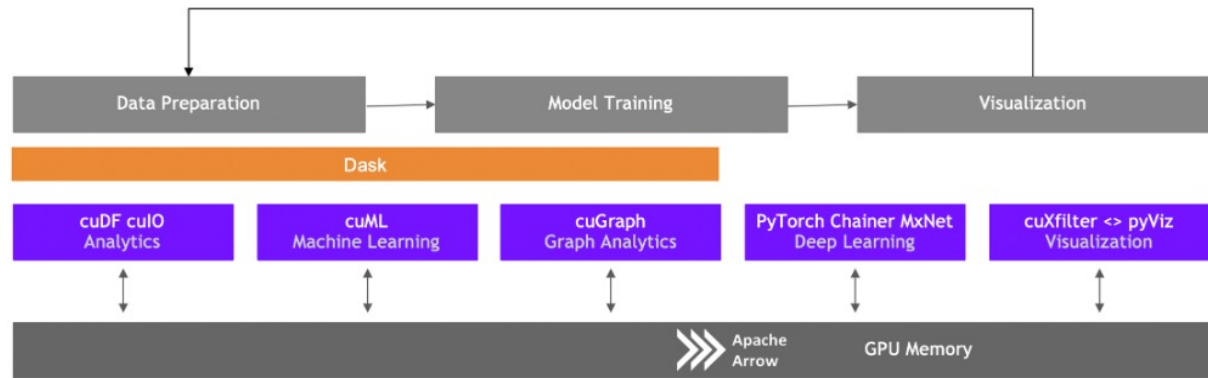 Data Preparation
Model Training
Visualization
Dask
cuDF cuIO
Analytics
cuML
Machine Learning
cuGraph
Graph Analytics
PyTorch Chainer MxNet
Deep Learning
cuXfilter <> pyViz
Visualization
Apache
Arrow
GPU Memory